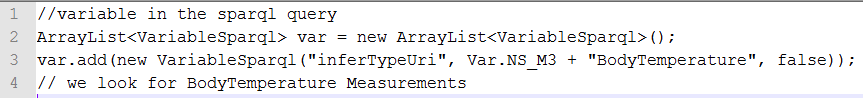 1 //variable in the sparql query
2 ArrayList<VariableSparql> var = new ArrayList<VariableSparql>();
3 var.add(new VariableSparql("inferTypeUri", Var.NS_M3 + "BodyTemperature", false));
4 // we look for BodyTemperature Measurements